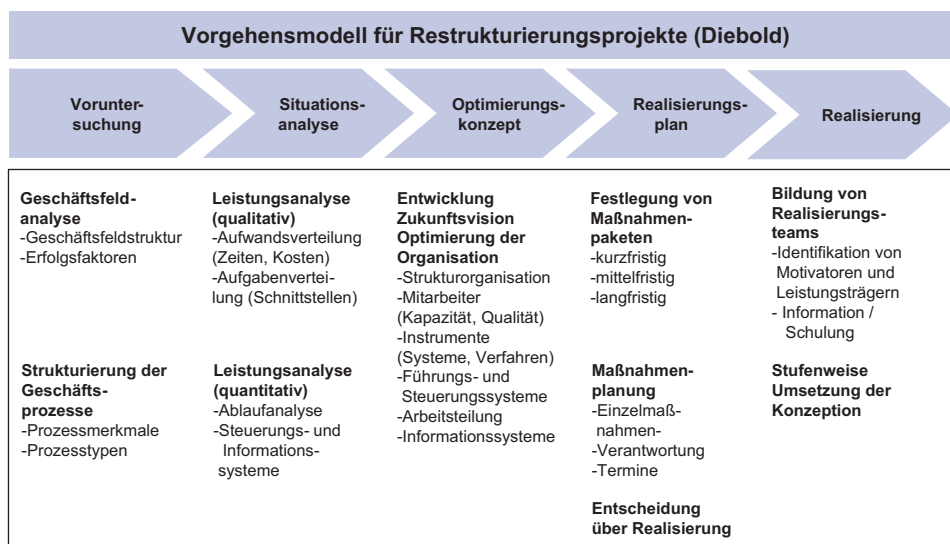 Vorgehensmodell für Restrukturierungsprojekte (Diebold)
Vorunter-
suchung
Situations-
analyse
Optimierungs-
konzept
Realisierungs-
plan
Realisierung
Geschäftsfeld-
analyse
-Geschäftsfeldstruktur
-Erfolgsfaktoren
Strukturierung der
Geschäfts-
prozesse
-Prozessmerkmale
-Prozesstypen
Leistungsanalyse
(qualitativ)
-Aufwandsverteilung
(Zeiten, Kosten)
-Aufgabenvertei-
lung (Schnittstellen)
Leistungsanalyse
(quantitativ)
-Ablaufanalyse
-Steuerungs- und
Informations-
systeme
Entwicklung
Zukunftsvision
Optimierung der
Organisation
-Strukturorganisation
-Mitarbeiter
(Kapazität, Qualität)
-Instrumente
(Systeme, Verfahren)
-Führungs- und
Steuerungssysteme
-Arbeitsteilung
-Informationssysteme
Festlegung von
Maßnahmen-
paketen
-kurzfristig
-mittelfristig
-langfristig
Maßnahmen-
planung
-Einzelmaß-
nahmen-
-Verantwortung
-Termine
Entscheidung
über Realisierung
Bildung von
Realisierungs-
teams
-Identifikation von
Motivatoren und
Leistungsträgern
- Information /
Schulung
Stufenweise
Umsetzung der
Konzeption